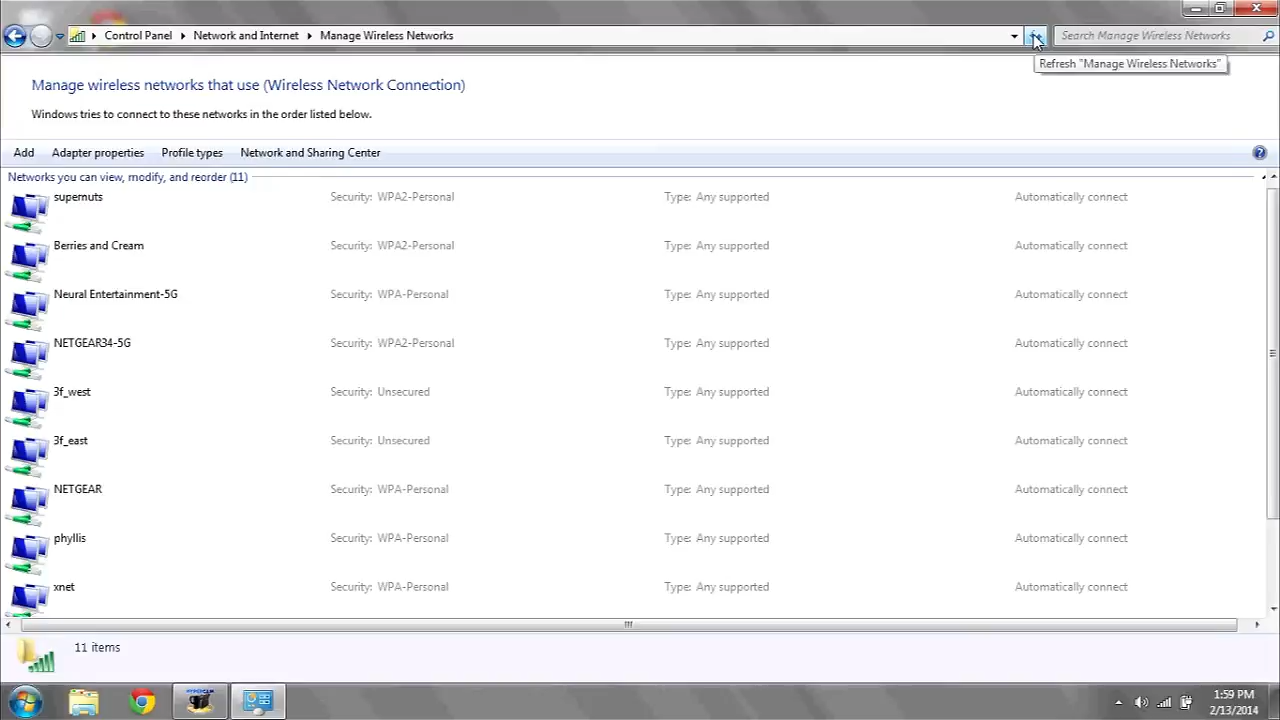 Control Panel Network and Internet Manage Wireless Networks Search Manage Wireless Networks
Refresh "Manage Wireless Networks"
Manage wireless networks that use (Wireless Network Connection)
Windows tries to connect to these networks in the order listed below.
Add Adapter properties Profile types Network and Sharing Center
Networks you can view, modify, and reorder (11)
supernuts Security: WPA2-Personal Type: Any supported Automatically connect
Berries and Cream Security: WPA2-Personal Type: Any supported Automatically connect
Neural Entertainment-5G Security: WPA-Personal Type: Any supported Automatically connect
NETGEAR34-5G Security: WPA2-Personal Type: Any supported Automatically connect
3f_west Security: Unsecured Type: Any supported Automatically connect
3f_east Security: Unsecured Type: Any supported Automatically connect
NETGEAR Security: WPA-Personal Type: Any supported Automatically connect
phyllis Security: WPA-Personal Type: Any supported Automatically connect
xnet Security: WPA-Personal Type: Any supported Automatically connect
11 items
1:59 PM
2/13/2014